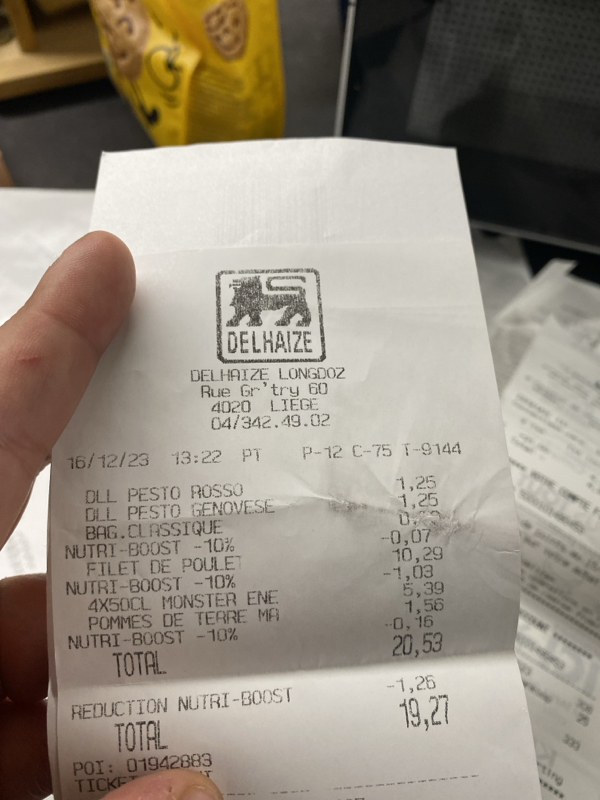 DELHAIZE
DELHAIZE LONGDOZ
Rue Gr'try 60
4020 LIEGE
04/342.49.02
16/12/23 13:22 PT P-12 C-75 T-9144
DLL PESTO ROSSO 1,25
DLL PESTO GENOVESE 1,25
BAG.CLASSIQUE
NUTRI-BOOST -10% -0,07
FILET DE POULET 10,29
NUTRI-BOOST -10% -1,03
4X50CL MONSTER ENE 5,39
POMMES DE TERRE MA 1,56
NUTRI-BOOST -10% -0,16
TOTAL 20,53
REDUCTION NUTRI-BOOST -1,26
TOTAL 19,27
POI: 01942883